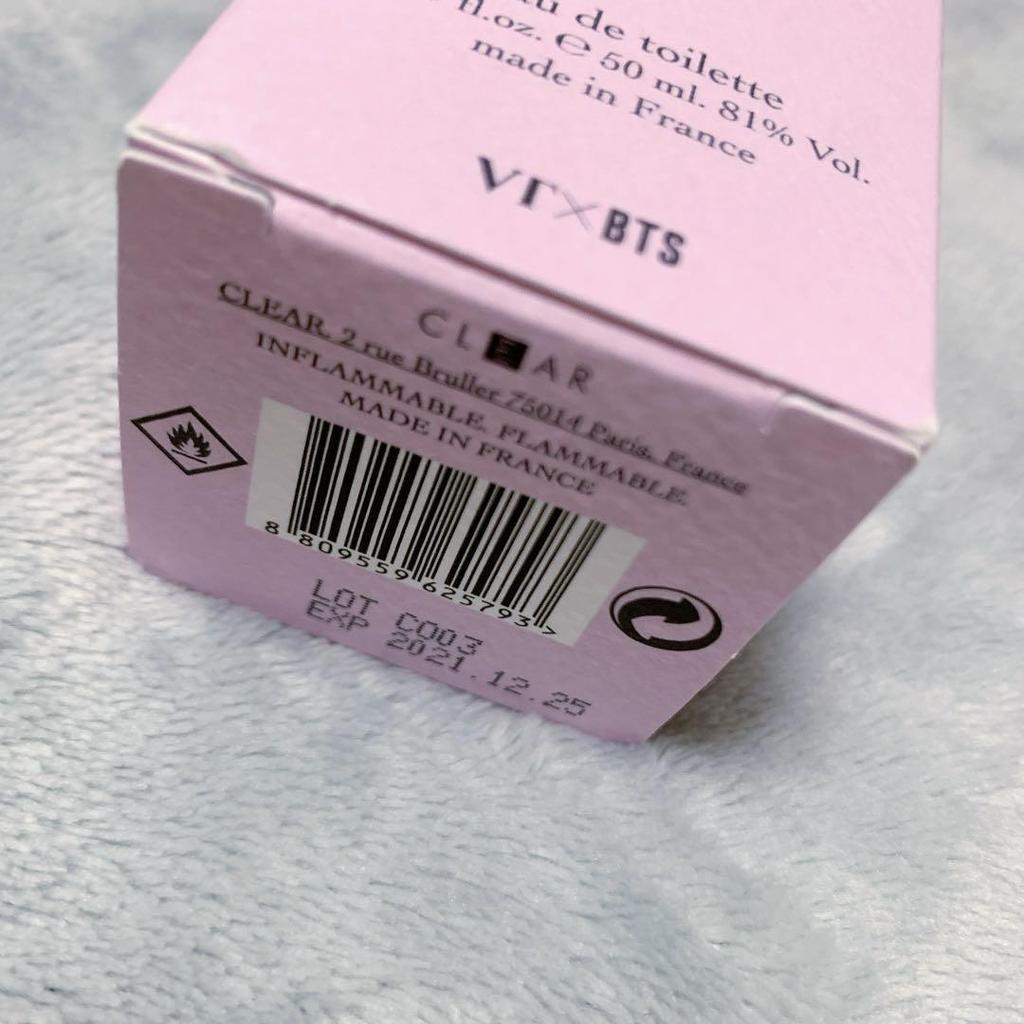 de toilette
fl.oz. ℮ 50 ml. 81% Vol.
made in France
VT×BTS
CLEAR
CLEAR. 2 rue Bruller 75014 Paris. France
INFLAMMABLE. FLAMMABLE.
MADE IN FRANCE
8 809559 625793 >
LOT C003
EXP 2021.12.25